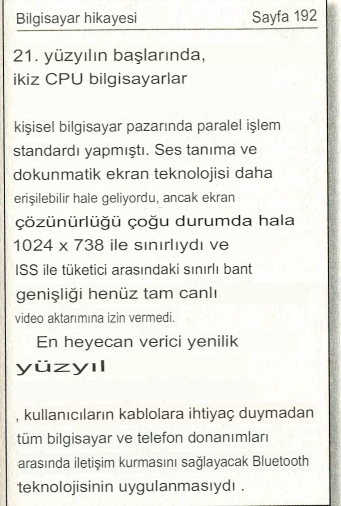 Bilgisayar hikayesi Sayfa 192
21. yüzyılın başlarında,
ikiz CPU bilgisayarlar
kişisel bilgisayar pazarında paralel işlem
standardı yapmıştı. Ses tanıma ve
dokunmatik ekran teknolojisi daha
erişilebilir hale geliyordu, ancak ekran
çözünürlüğü çoğu durumda hala
1024 x 738 ile sınırlıydı ve
ISS ile tüketici arasındaki sınırlı bant
genişliği henüz tam canlı
video aktarımına izin vermedi.
En heyecan verici yenilik
yüzyıl
, kullanıcıların kablolara ihtiyaç duymadan
tüm bilgisayar ve telefon donanımları
arasında iletişim kurmasını sağlayacak Bluetooth
teknolojisinin uygulanmasıydı .